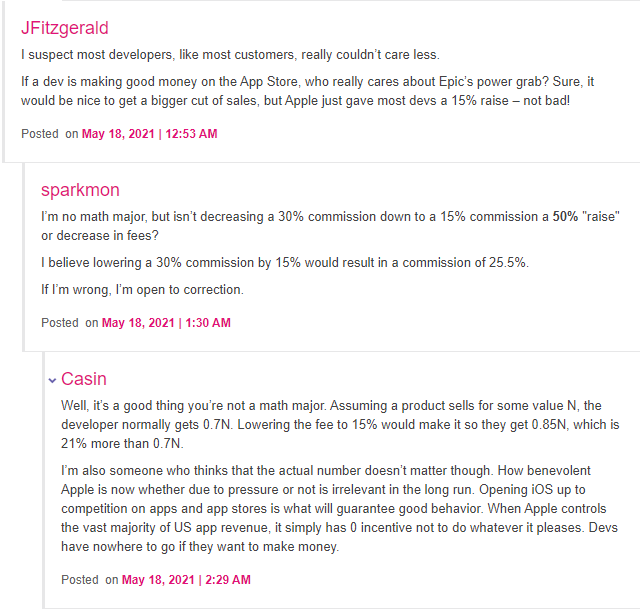 JFitzgerald
I suspect most developers, like most customers, really couldn’t care less.
If a dev is making good money on the App Store, who really cares about Epic’s power grab? Sure, it
would be nice to get a bigger cut of sales, but Apple just gave most devs a 15% raise – not bad!
Posted on May 18, 2021 | 12:53 AM
sparkmon
I’m no math major, but isn’t decreasing a 30% commission down to a 15% commission a 50% "raise"
or decrease in fees?
I believe lowering a 30% commission by 15% would result in a commission of 25.5%.
If I’m wrong, I’m open to correction.
Posted on May 18, 2021 | 1:30 AM
Casin
Well, it’s a good thing you’re not a math major. Assuming a product sells for some value N, the
developer normally gets 0.7N. Lowering the fee to 15% would make it so they get 0.85N, which is
21% more than 0.7N.
I’m also someone who thinks that the actual number doesn’t matter though. How benevolent
Apple is now whether due to pressure or not is irrelevant in the long run. Opening iOS up to
competition on apps and app stores is what will guarantee good behavior. When Apple controls
the vast majority of US app revenue, it simply has 0 incentive not to do whatever it pleases. Devs
have nowhere to go if they want to make money.
Posted on May 18, 2021 | 2:29 AM